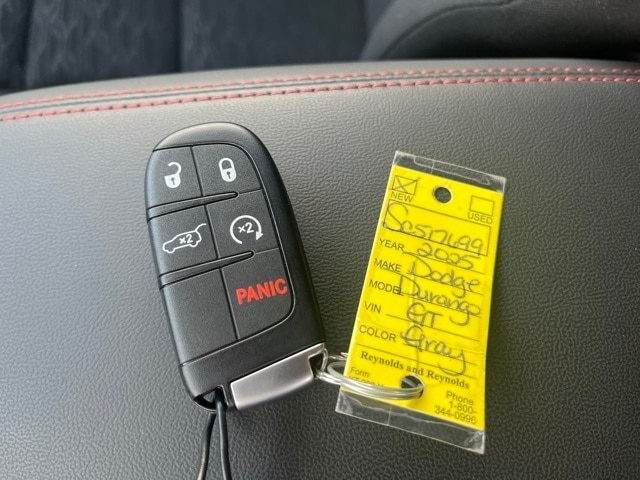 x2
x2
PANIC
NEW
USED
SC517699
YEAR 2025
MAKE Dodge
MODEL Durango
VIN GT
COLOR Gray
Reynolds and Reynolds
Form
Phone
1-800-
344-0996